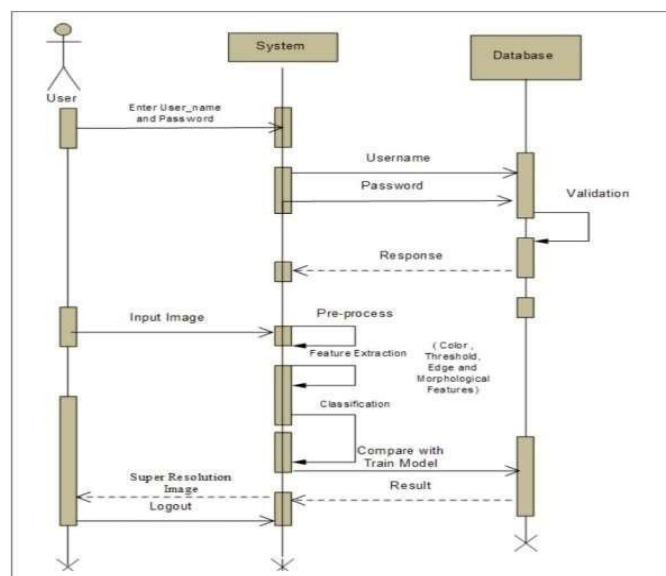 System
Database
User
Enter User_name
and Password
Username
Password
Validation
Response
Input Image
Pre-process
Feature Extraction
( Color ,
Threshold,
Edge and
Morphological
Features)
Classification
Compare with
Train Model
Super Resolution
Image
Result
Logout